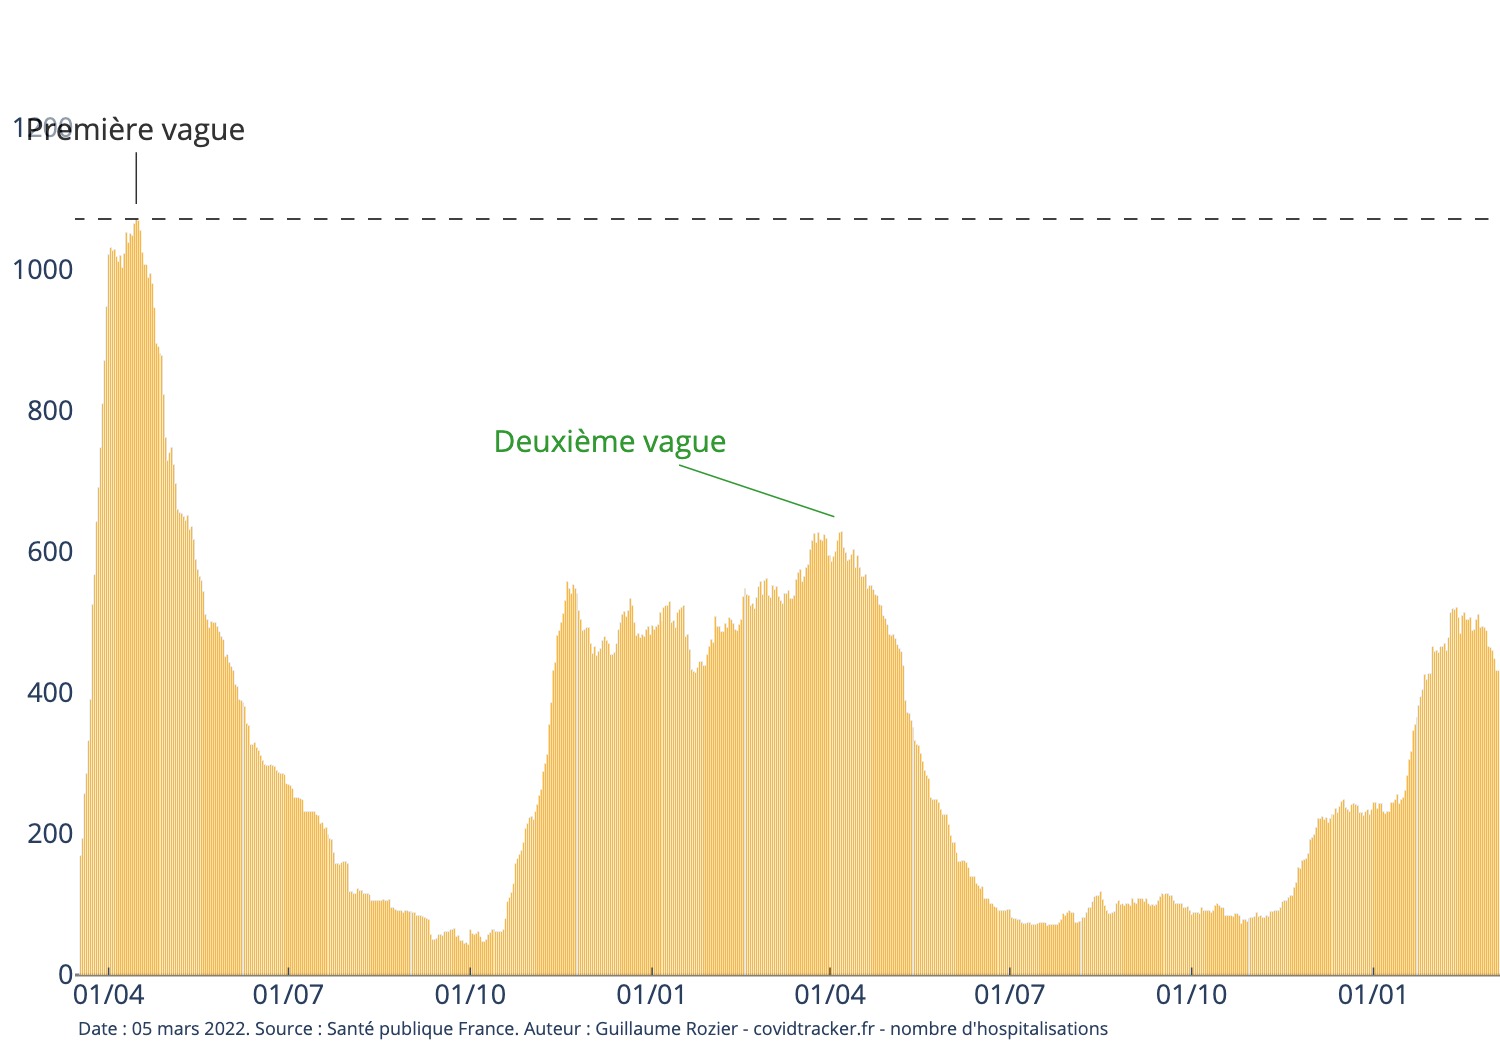 1200
Première vague
1000
800
Deuxième vague
600
400
200
0
01/04 01/07 01/10 01/01 01/04 01/07 01/10 01/01
Date : 05 mars 2022. Source : Santé publique France. Auteur : Guillaume Rozier - covidtracker.fr - nombre d'hospitalisations